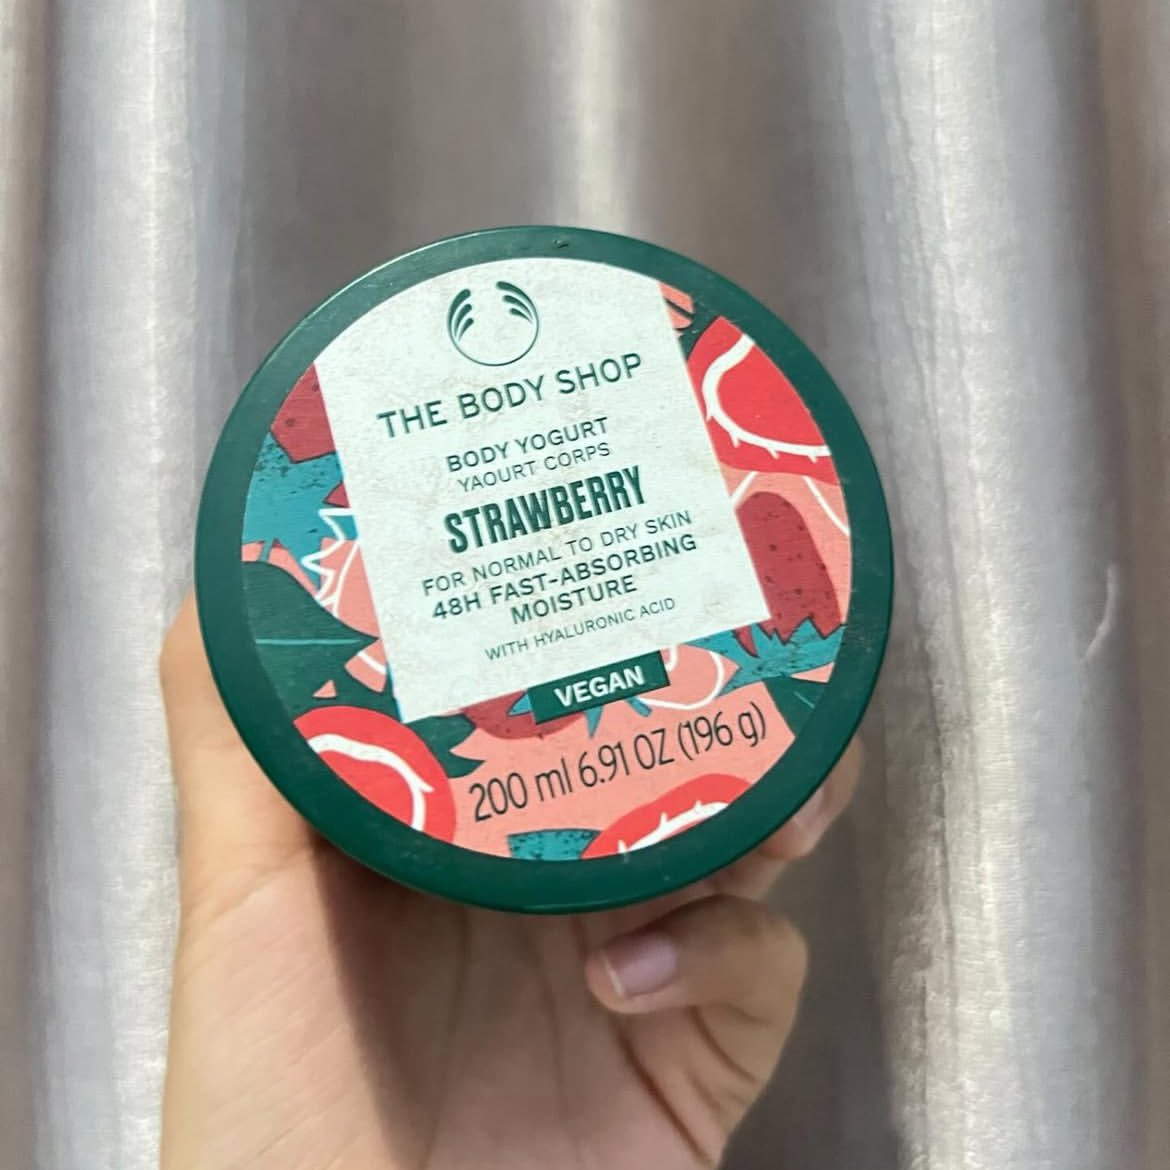 THE BODY SHOP
BODY YOGURT
YAOURT CORPS
STRAWBERRY
FOR NORMAL TO DRY SKIN
48H FAST-ABSORBING
MOISTURE
WITH HYALURONIC ACID
VEGAN
200 ml 6.91 OZ (196 g)